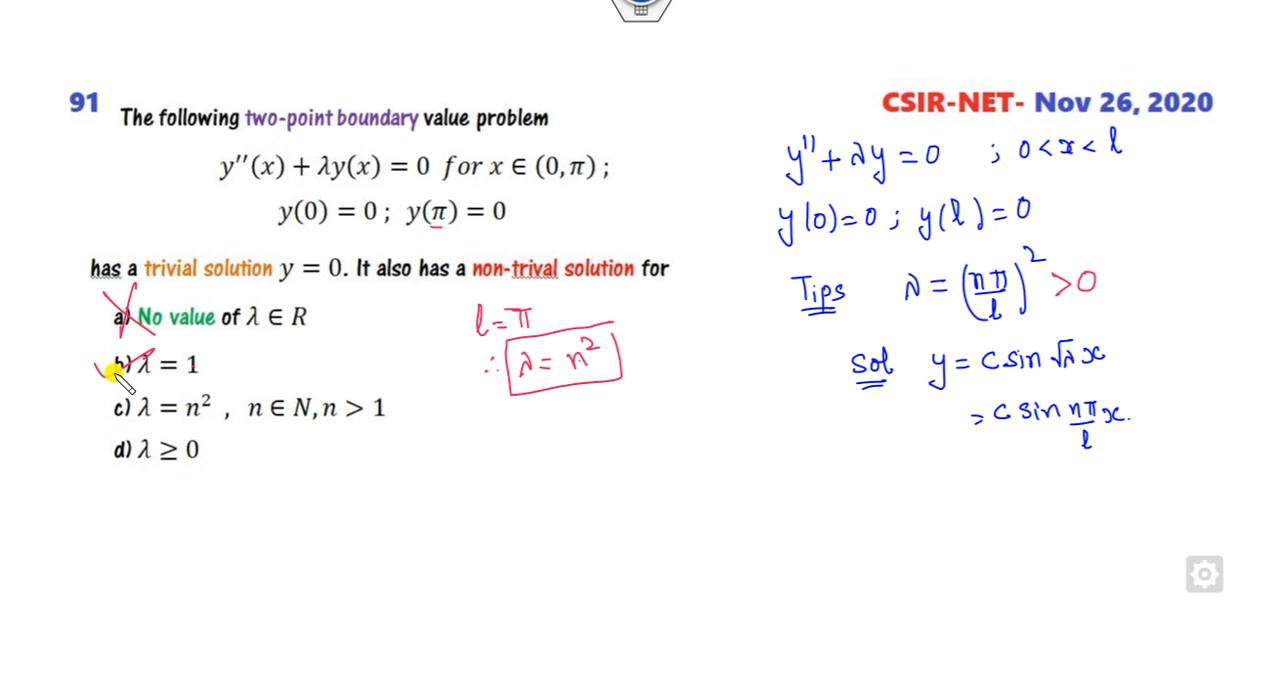 91
The following two-point boundary value problem
y′′(x) + λy(x) = 0 for x ∈ (0, π) ;
y(0) = 0 ; y(π) = 0
has a trivial solution y = 0. It also has a non-trival solution for
a) No value of λ ∈ R
b) λ = 1
c) λ = n² , n ∈ N, n > 1
d) λ ≥ 0
l = π
∴ λ = n²
CSIR-NET- Nov 26, 2020
y'' + λy = 0 ; 0 < x < l
y(0) = 0 ; y(l) = 0
Tips λ = (nπ/l)² > 0
Sol y = C sin √λ x
= C sin nπ/l x.